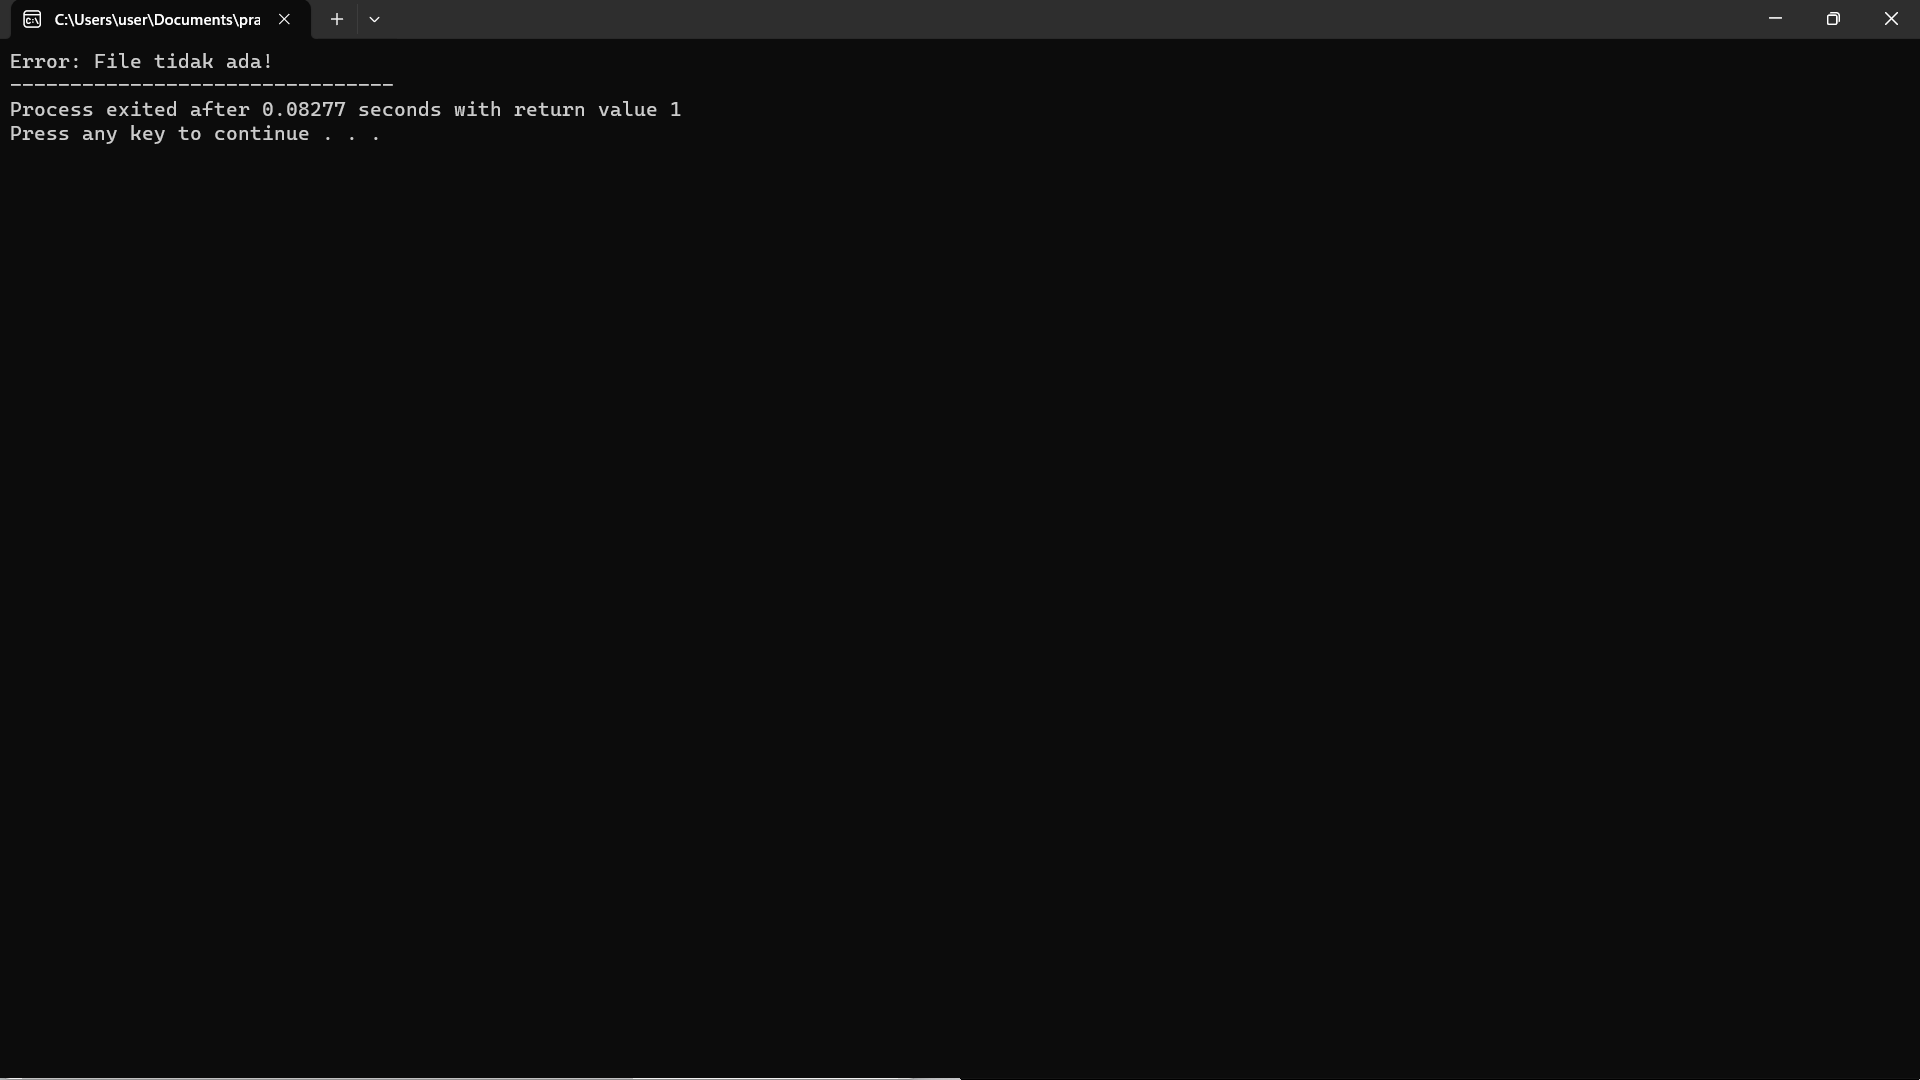 C:\Users\user\Documents\pra
Error: File tidak ada!
--------------------------------
Process exited after 0.08277 seconds with return value 1
Press any key to continue . . .